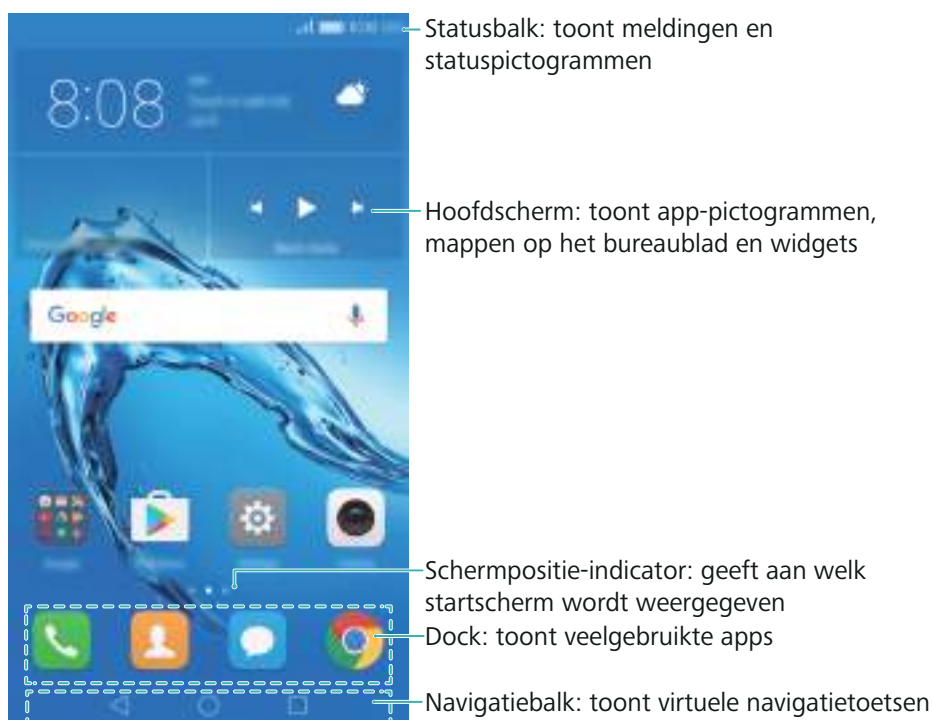 Statusbalk: toont meldingen en
statuspictogrammen
8:08
Hoofdscherm: toont app-pictogrammen,
mappen op het bureaublad en widgets
Google
Schermpositie-indicator: geeft aan welk
startscherm wordt weergegeven
Dock: toont veelgebruikte apps
Navigatiebalk: toont virtuele navigatietoetsen